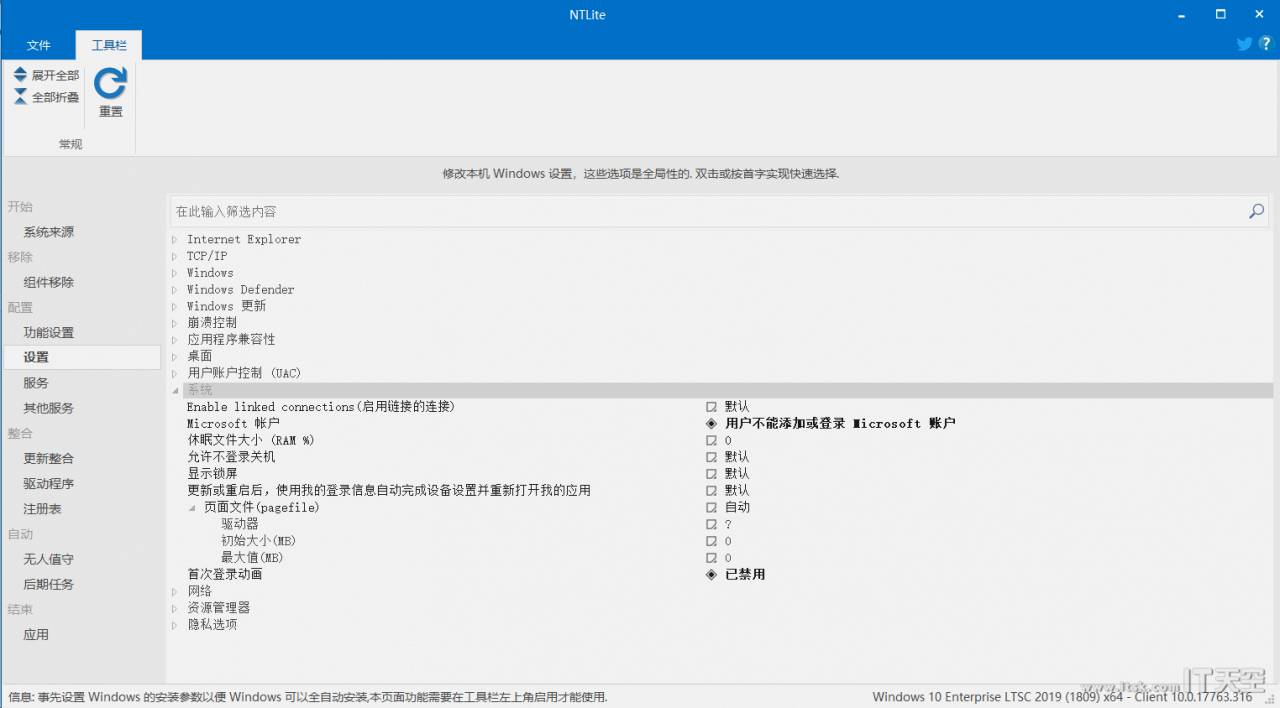 NTLite
文件
工具栏
展开全部
全部折叠
重置
常规
修改本机 Windows 设置，这些选项是全局性的. 双击或按首字实现快速选择.
开始
系统来源
移除
组件移除
配置
功能设置
设置
服务
其他服务
整合
更新整合
驱动程序
注册表
自动
无人值守
后期任务
结束
应用
在此输入筛选内容
Internet Explorer
TCP/IP
Windows
Windows Defender
Windows 更新
崩溃控制
应用程序兼容性
桌面
用户账户控制 (UAC)
系统
Enable linked connections(启用链接的连接) 默认
Microsoft 帐户 用户不能添加或登录 Microsoft 账户
休眠文件大小 (RAM %) 0
允许不登录关机 默认
显示锁屏 默认
更新或重启后，使用我的登录信息自动完成设备设置并重新打开我的应用 默认
页面文件(pagefile) 自动
驱动器 ?
初始大小(MB) 0
最大值(MB) 0
首次登录动画 已禁用
网络
资源管理器
隐私选项
信息: 事先设置 Windows 的安装参数以便 Windows 可以全自动安装,本页面功能需要在工具栏左上角启用才能使用.
Windows 10 Enterprise LTSC 2019 (1809) x64 - Client 10.0.17763.316
www.itsk.com IT天空